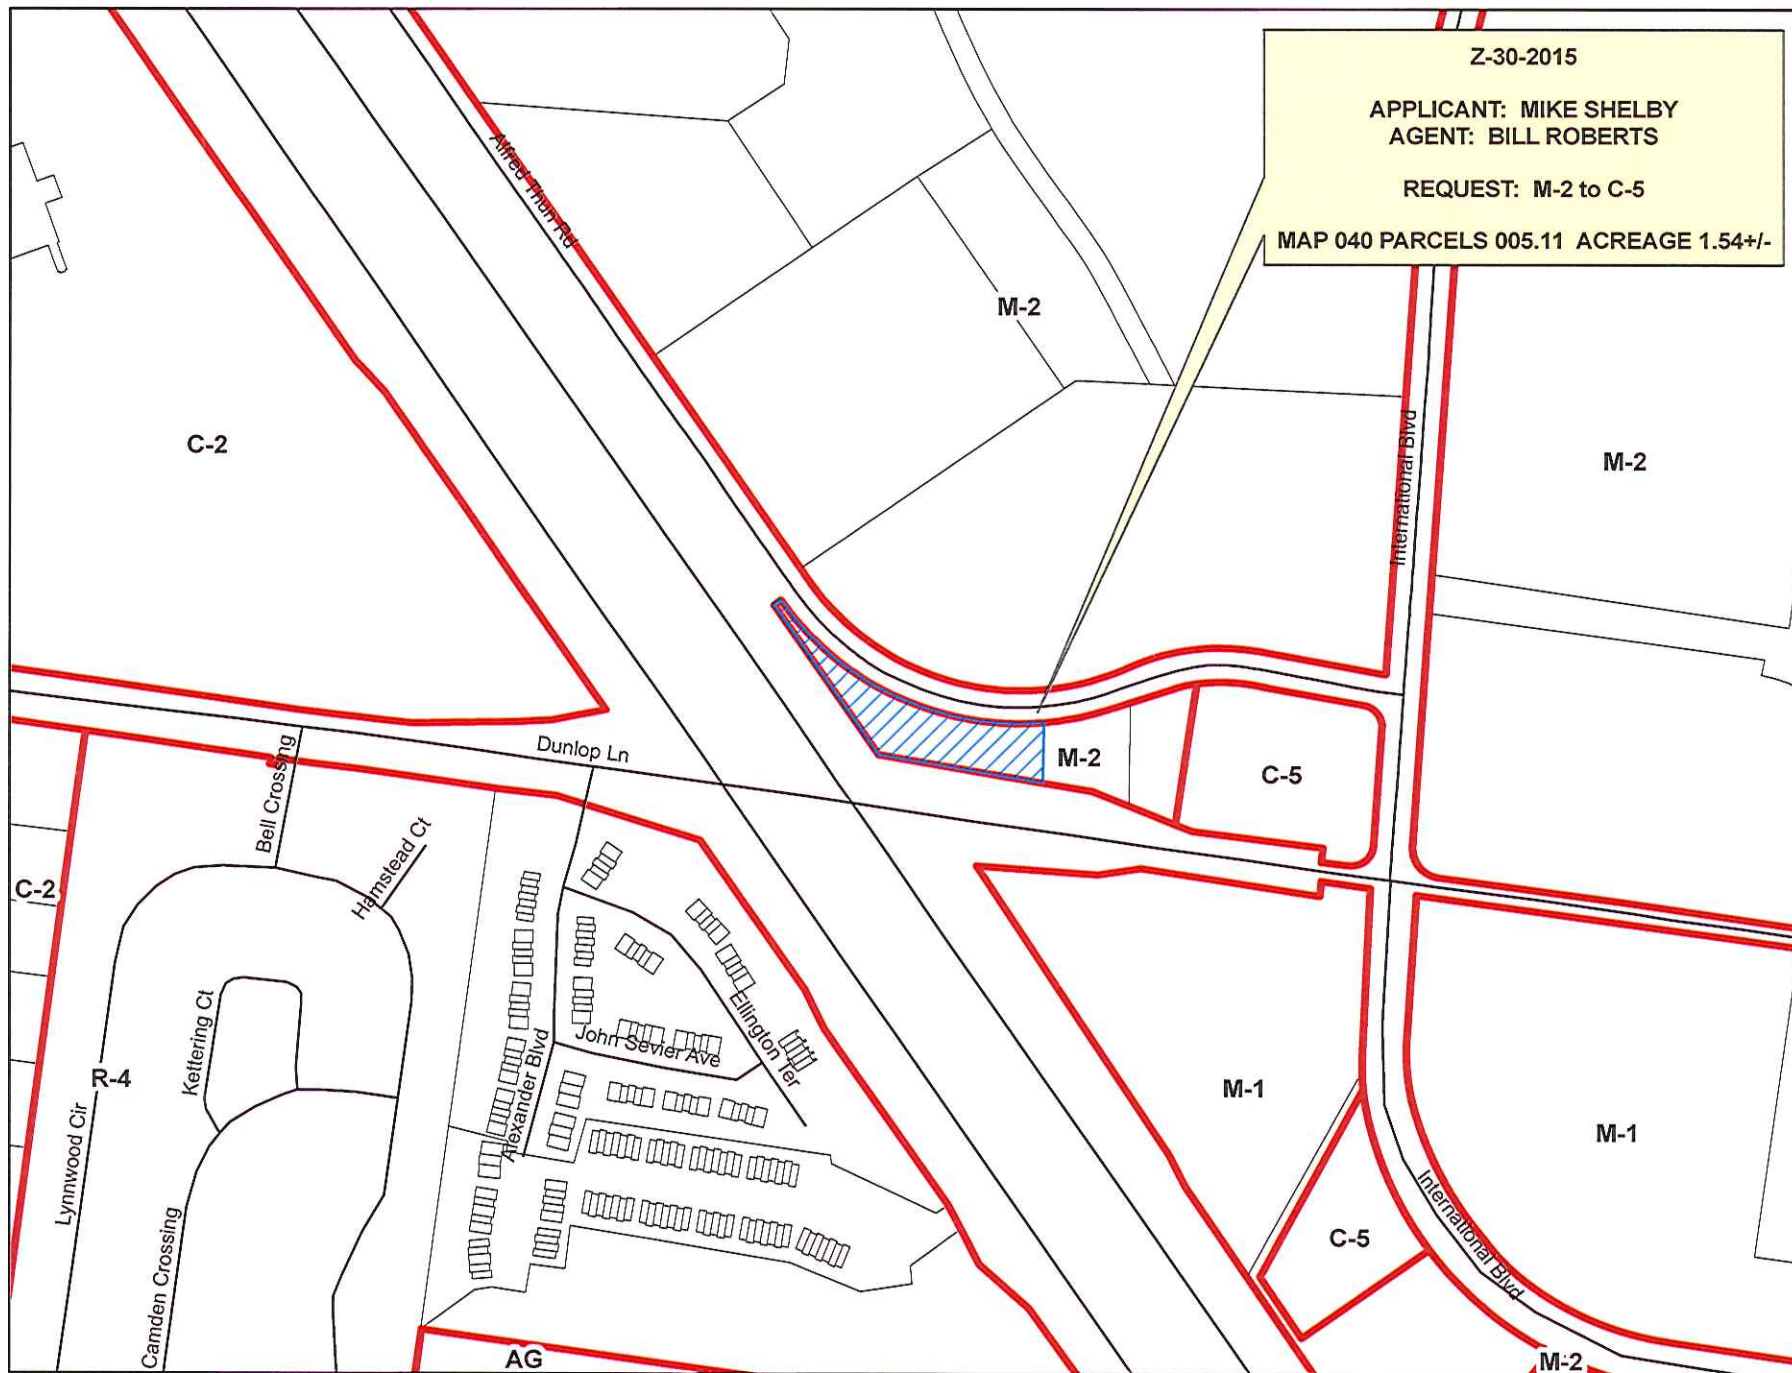 Z-30-2015
APPLICANT: MIKE SHELBY
AGENT: BILL ROBERTS
REQUEST: M-2 to C-5
MAP 040 PARCELS 005.11 ACREAGE 1.54+/-
Alfred Thun Rd
M-2
C-2
International Blvd
M-2
Dunlop Ln
M-2
C-5
Bell Crossing
Hamstead Ct
C-2
Kettering Ct
R-4
Lynnwood Cir
Camden Crossing
Alexander Blvd
John Sevier Ave
Ellington Ter
M-1
M-1
C-5
International Blvd
AG
M-2